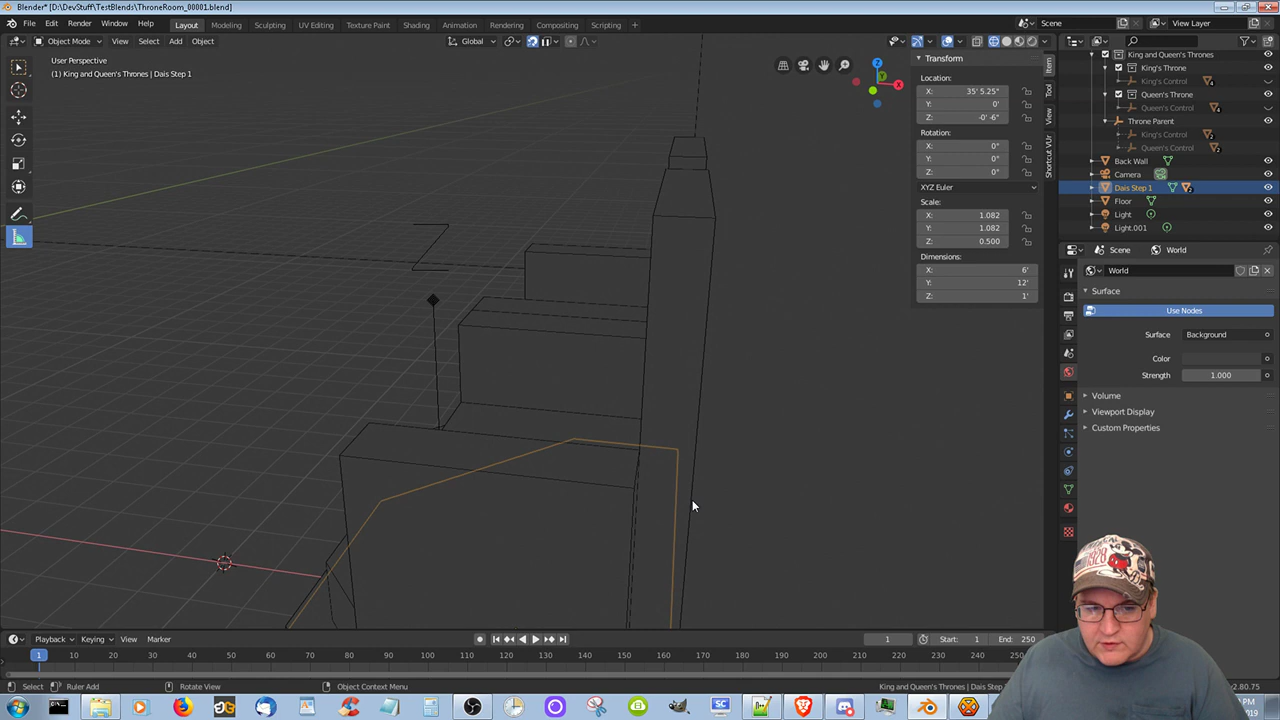 Blender* [D:\DevStuff\TestBlends\ThroneRoom_00001.blend]
File Edit Render Window Help Layout Modeling Sculpting UV Editing Texture Paint Shading Animation Rendering Compositing Scripting Scene View Layer
Object Mode View Select Add Object Global
User Perspective
(1) King and Queen's Thrones | Dais Step 1
Transform
Location:
X: 35' 5.25"
Y: 0'
Z: -0' -6"
Rotation:
X: 0°
Y: 0°
Z: 0°
XYZ Euler
Scale:
X: 1.082
Y: 1.082
Z: 0.500
Dimensions:
X: 6'
Y: 12'
Z: 1'
Item
Tool
View
Shortcut VUr
King and Queen's Thrones
King's Throne
King's Control
Queen's Throne
Queen's Control
Throne Parent
King's Control
Queen's Control
Back Wall
Camera
Dais Step 1
Floor
Light
Light.001
Scene World
World
Surface
Use Nodes
Surface: Background
Color
Strength 1.000
Volume
Viewport Display
Custom Properties
Playback Keying View Marker 1 Start: 1 End: 250
1 10 20 30 40 50 60 70 80 90 100 110 120 130 140 150 160 170 180 190 200 210 220 230 240 250
Select Ruler Add Rotate View Object Context Menu King and Queen's Thrones | Dais Step